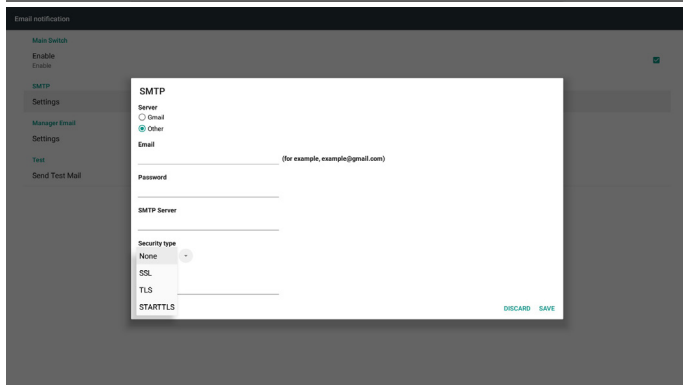 Email notification
Main Switch
Enable
Enable
SMTP
Settings
Manager Email
Settings
Test
Send Test Mail
SMTP
Server
Gmail
Other
Email
(for example, example@gmail.com)
Password
SMTP Server
Security type
None
SSL
TLS
STARTTLS
DISCARD SAVE